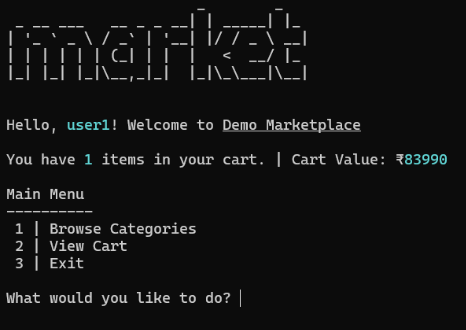 market
Hello, user1! Welcome to Demo Marketplace
You have 1 items in your cart. | Cart Value: ₹83990
Main Menu
----------
1 | Browse Categories
2 | View Cart
3 | Exit
What would you like to do?